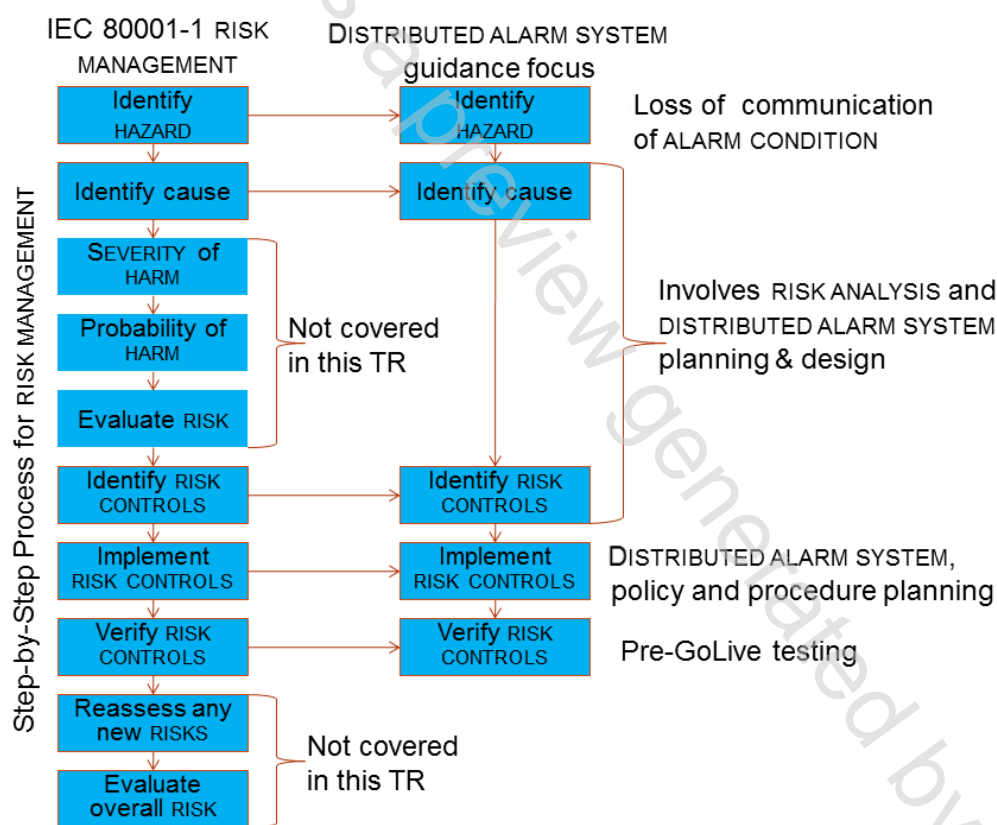 IEC 80001-1 RISK
MANAGEMENT
DISTRIBUTED ALARM SYSTEM
guidance focus
Identify
HAZARD
Identify
HAZARD
Loss of communication
of ALARM CONDITION
Identify cause
Identify cause
SEVERITY of
HARM
Probability of
HARM
Evaluate RISK
Not covered
in this TR
Involves RISK ANALYSIS and
DISTRIBUTED ALARM SYSTEM
planning & design
Identify RISK
CONTROLS
Identify RISK
CONTROLS
Implement
RISK CONTROLS
Implement
RISK CONTROLS
DISTRIBUTED ALARM SYSTEM,
policy and procedure planning
Verify RISK
CONTROLS
Verify RISK
CONTROLS
Pre-GoLive testing
Reassess any
new RISKS
Evaluate
overall RISK
Not covered
in this TR
Step-by-Step Process for RISK MANAGEMENT
s a preview generated by